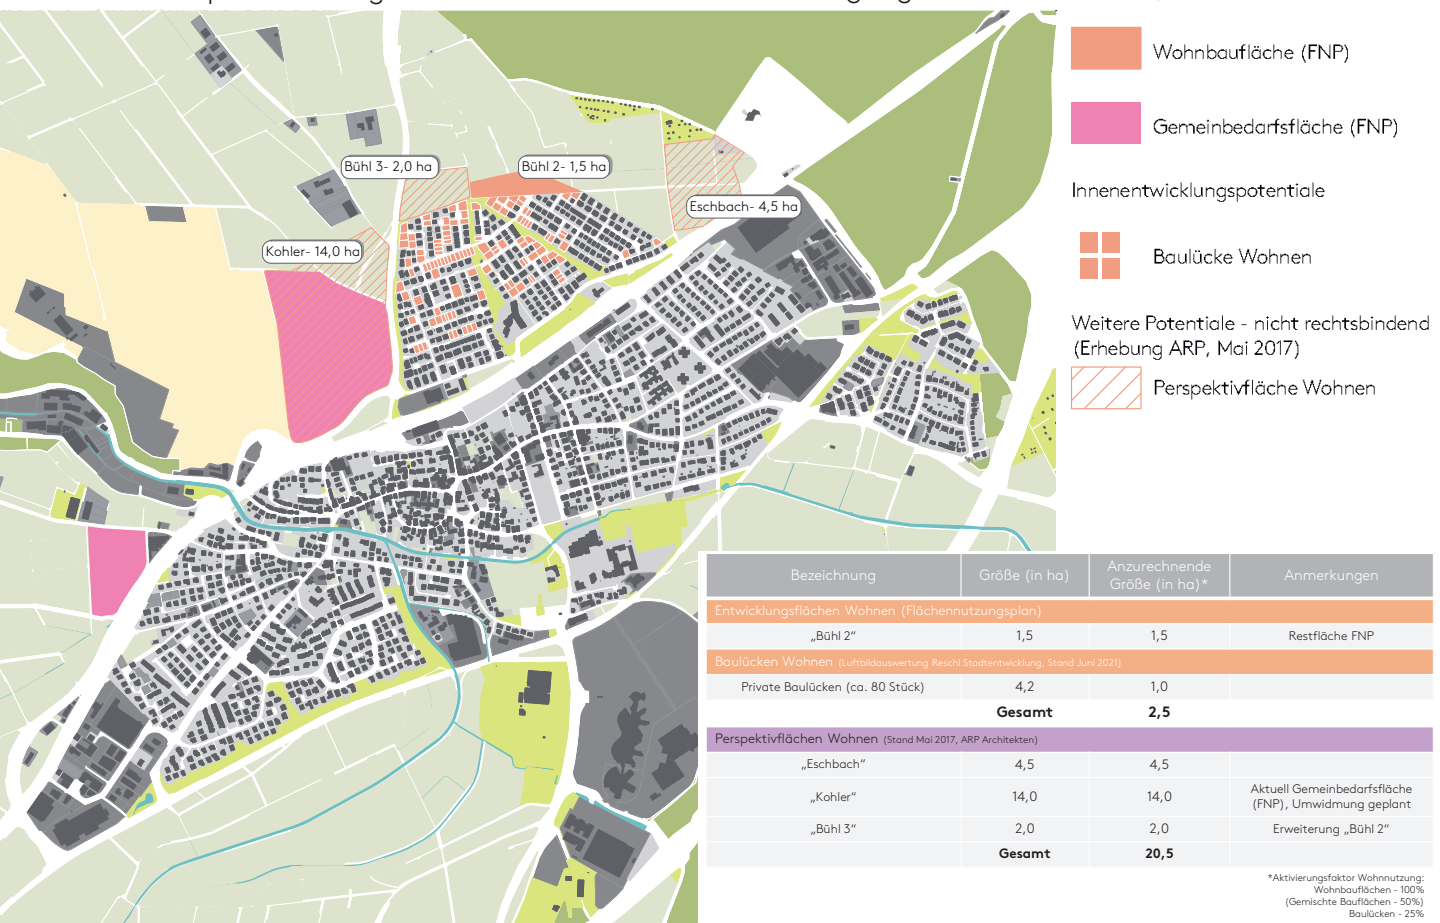 Wohnbaufläche (FNP)
Gemeinbedarfsfläche (FNP)
Innenentwicklungspotentiale
Baulücke Wohnen
Weitere Potentiale - nicht rechtsbindend
(Erhebung ARP, Mai 2017)
Perspektivfläche Wohnen
Bühl 3- 2,0 ha
Bühl 2- 1,5 ha
Eschbach- 4,5 ha
Kohler- 14,0 ha
Bezeichnung Größe (in ha) Anzurechnende Größe (in ha)* Anmerkungen
Entwicklungsflächen Wohnen (Flächennutzungsplan)
„Bühl 2“ 1,5 1,5 Restfläche FNP
Baulücken Wohnen (Luftbildauswertung Reschl Stadtentwicklung, Stand Juni 2021)
Private Baulücken (ca. 80 Stück) 4,2 1,0
Gesamt 2,5
Perspektivflächen Wohnen (Stand Mai 2017, ARP Architekten)
„Eschbach“ 4,5 4,5
„Kohler“ 14,0 14,0 Aktuell Gemeinbedarfsfläche (FNP), Umwidmung geplant
„Bühl 3“ 2,0 2,0 Erweiterung „Bühl 2“
Gesamt 20,5
*Aktivierungsfaktor Wohnnutzung:
Wohnbauflächen - 100%
(Gemischte Bauflächen - 50%)
Baulücken - 25%